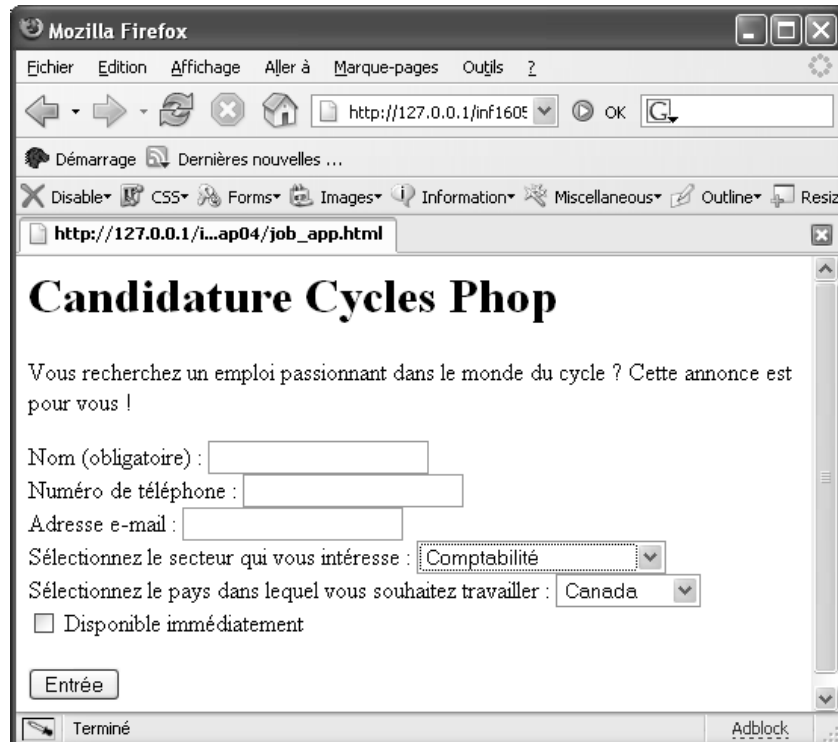 Mozilla Firefox
Fichier Edition Affichage Aller à Marque-pages Outils ?
http://127.0.0.1/inf1605 OK G
Démarrage Dernières nouvelles ...
Disable CSS Forms Images Information Miscellaneous Outline Resiz
http://127.0.0.1/i...ap04/job_app.html
Candidature Cycles Phop
Vous recherchez un emploi passionnant dans le monde du cycle ? Cette annonce est
pour vous !
Nom (obligatoire) :
Numéro de téléphone :
Adresse e-mail :
Sélectionnez le secteur qui vous intéresse : Comptabilité
Sélectionnez le pays dans lequel vous souhaitez travailler : Canada
Disponible immédiatement
Entrée
Terminé Adblock